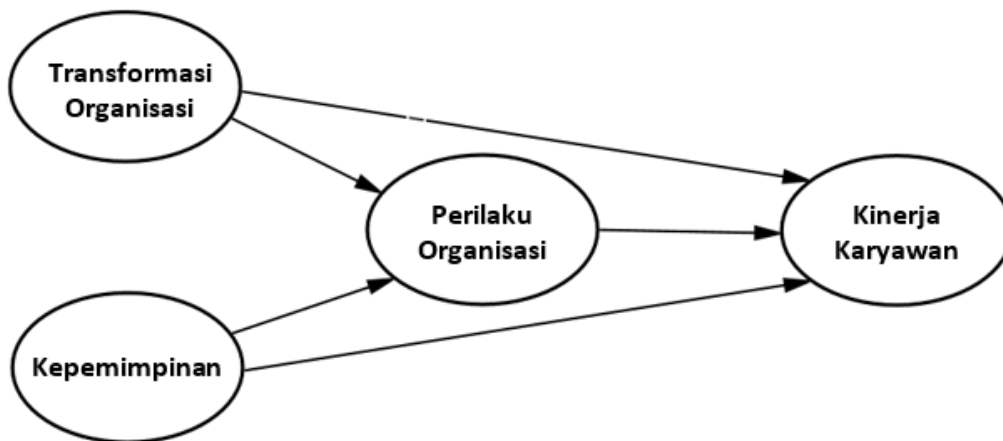 Transformasi
Organisasi
Perilaku
Organisasi
Kinerja
Karyawan
Kepemimpinan